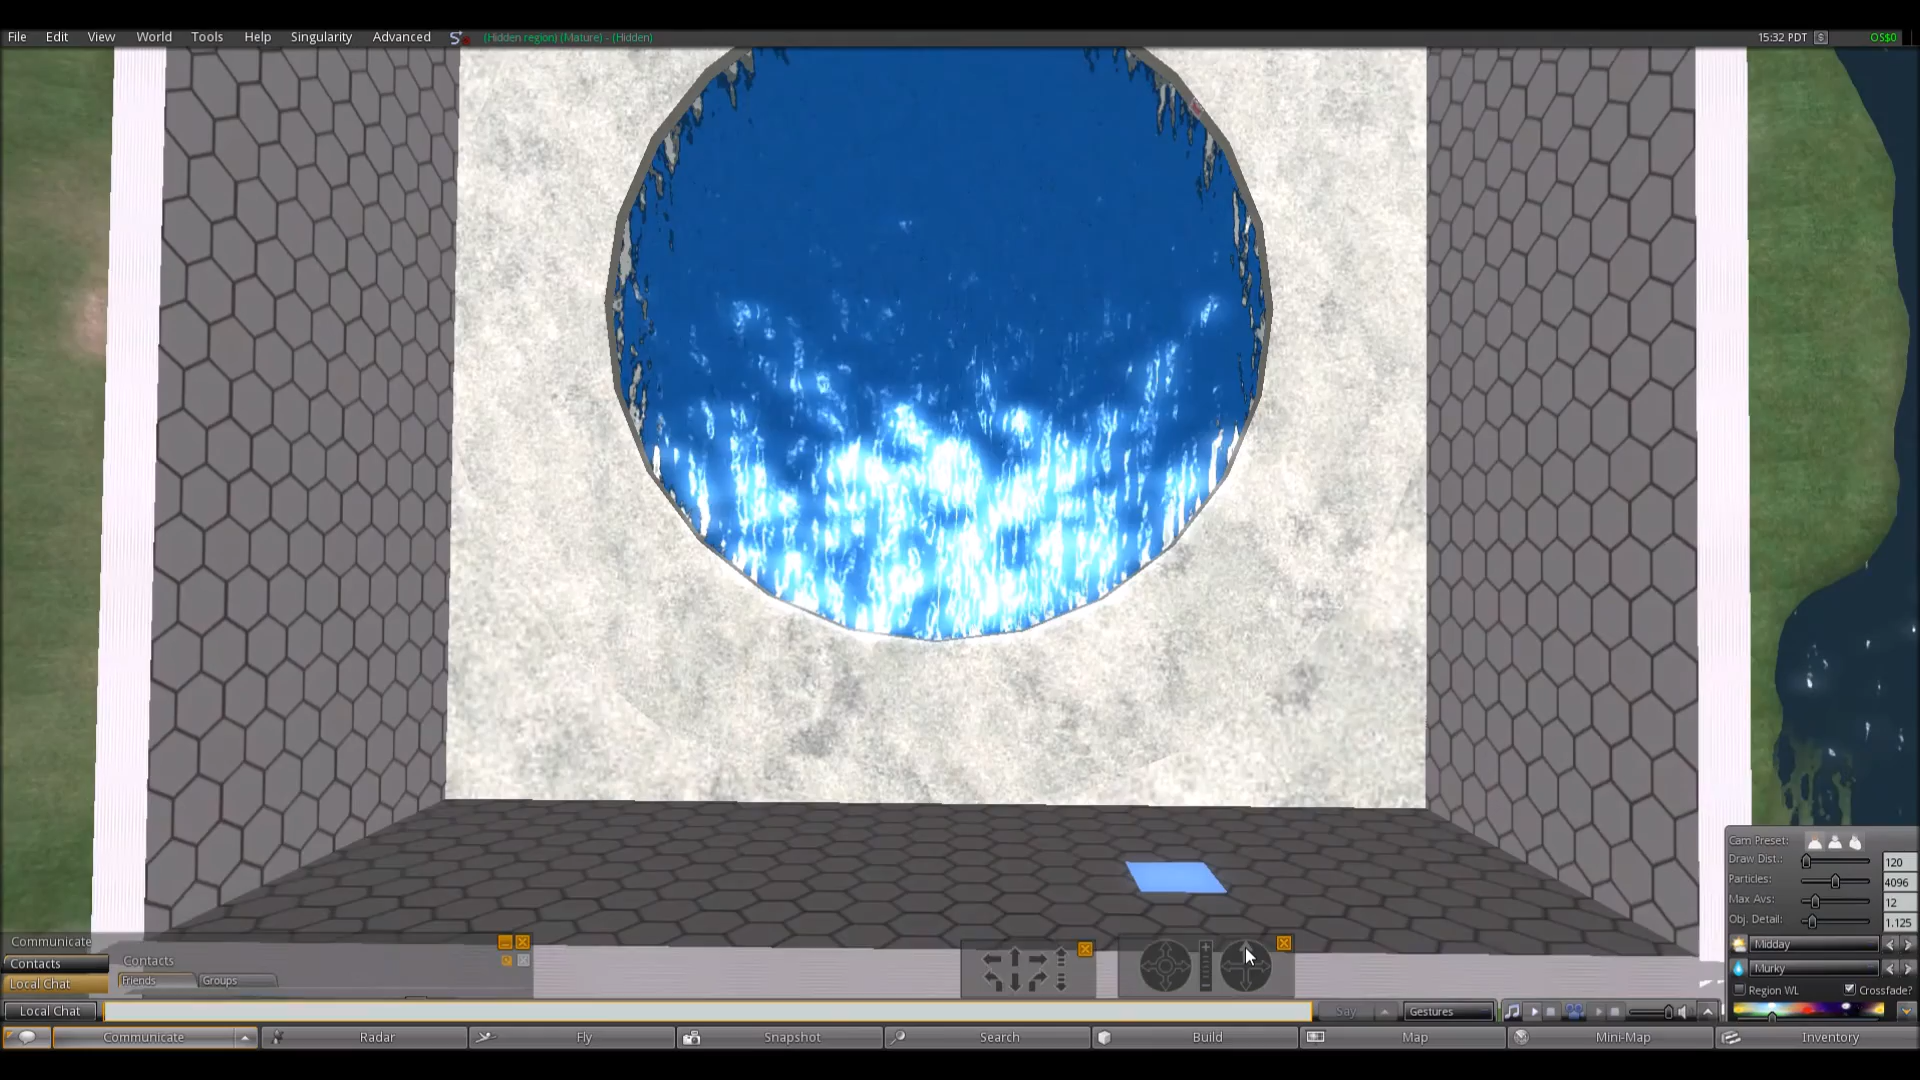 File Edit View World Tools Help Singularity Advanced (Hidden region) (Mature) - (Hidden) 15:32 PDT $ OS$0
Cam Preset:
Draw Dist.: 120
Particles: 4096
Max Avs: 12
Obj. Detail: 1.125
Midday
Murky
Region WL Crossfade?
Communicate
Contacts
Local Chat
Contacts
Friends Groups
Local Chat Say Gestures
Communicate Radar Fly Snapshot Search Build Map Mini-Map Inventory